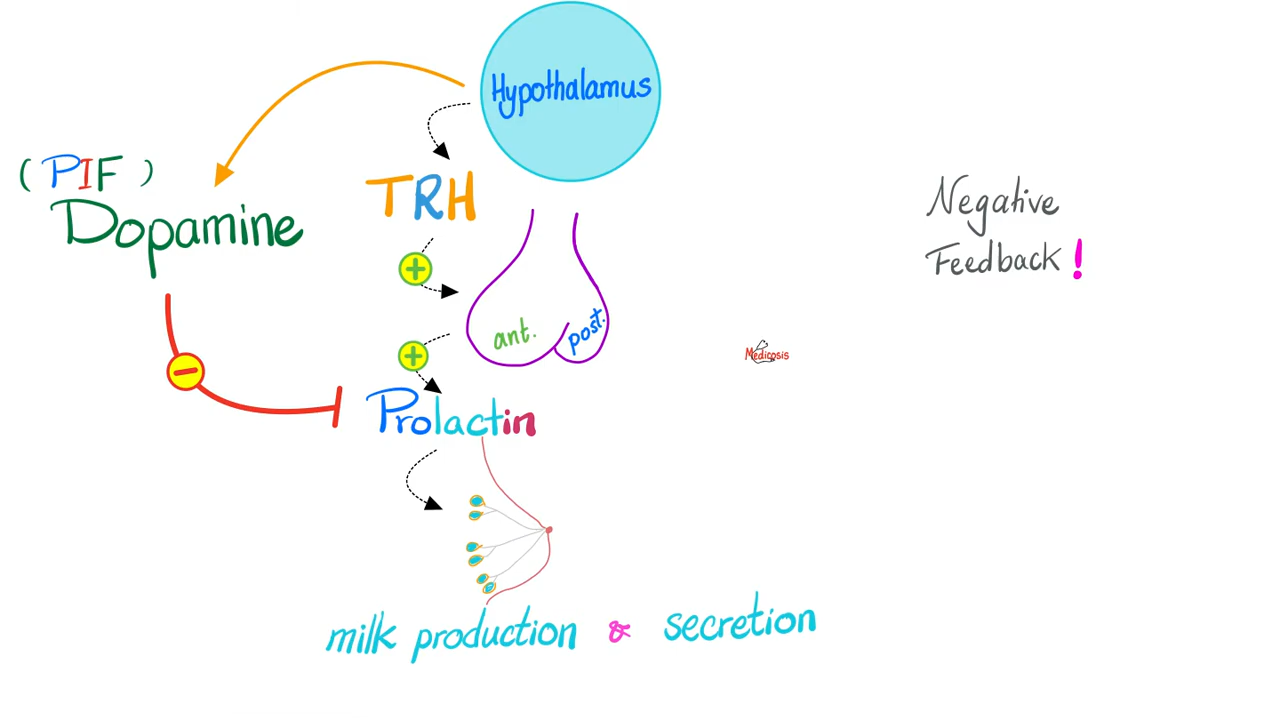 Hypothalamus
(PIF)
Dopamine
TRH
Negative
Feedback!
+
ant.
post.
+
Medicosis
−
Prolactin
milk production & secretion